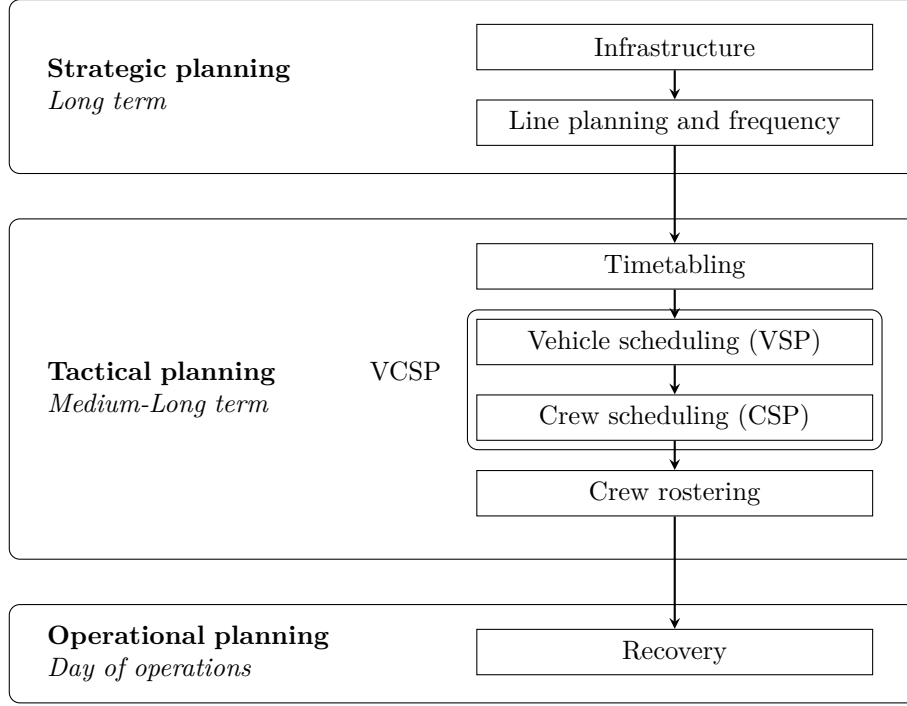 Strategic planning
Long term
Infrastructure
Line planning and frequency
Tactical planning
Medium-Long term
VCSP
Timetabling
Vehicle scheduling (VSP)
Crew scheduling (CSP)
Crew rostering
Operational planning
Day of operations
Recovery